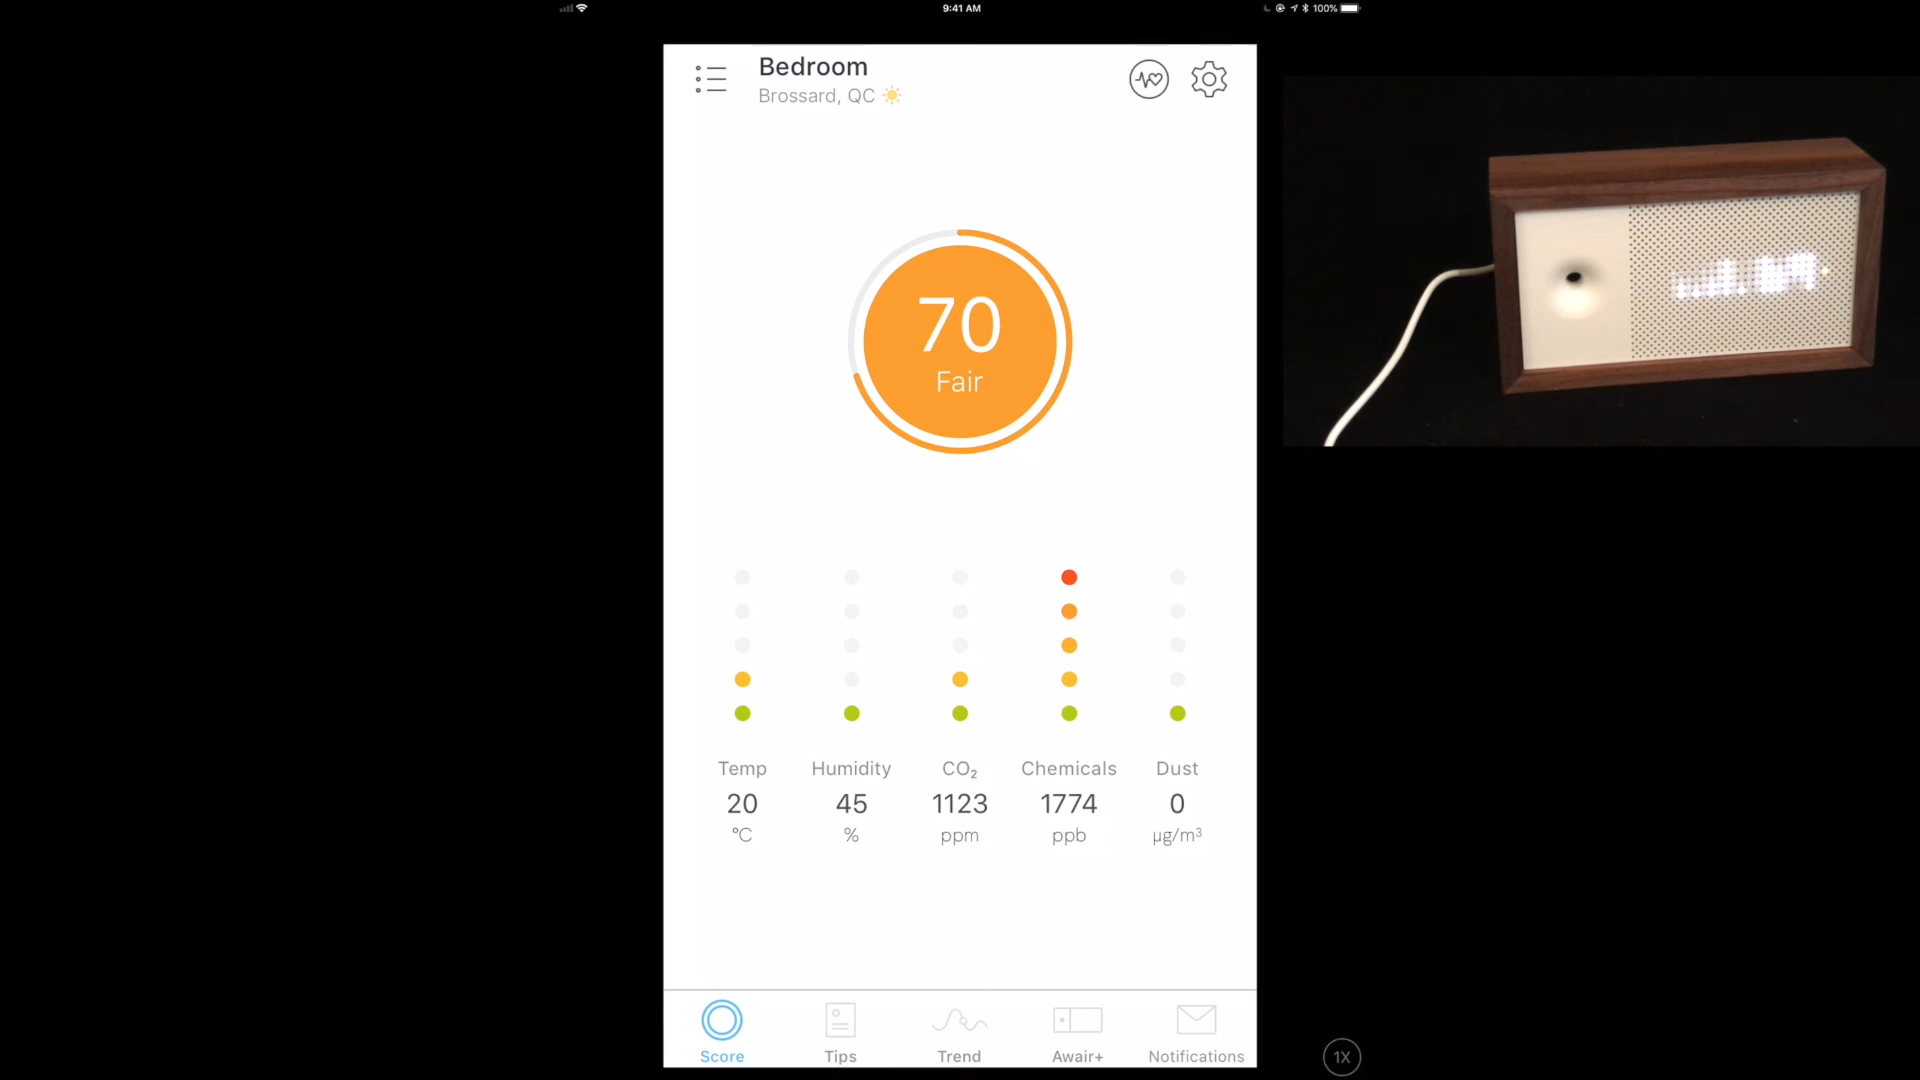 9:41 AM
100%
Bedroom
Brossard, QC
70
Fair
Temp Humidity CO₂ Chemicals Dust
20 45 1123 1774 0
°C % ppm ppb µg/m³
Score Tips Trend Awair+ Notifications
1X